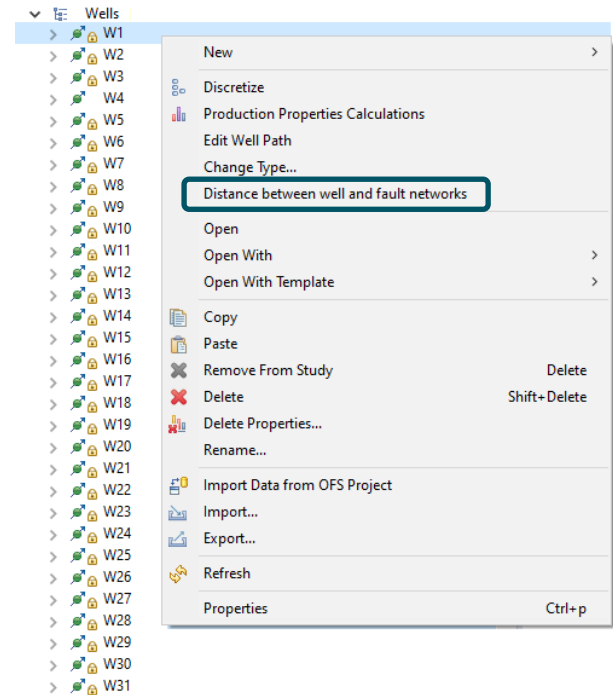 Wells
W1
W2
W3
W4
W5
W6
W7
W8
W9
W10
W11
W12
W13
W14
W15
W16
W17
W18
W19
W20
W21
W22
W23
W24
W25
W26
W27
W28
W29
W30
W31
New
Discretize
Production Properties Calculations
Edit Well Path
Change Type...
Distance between well and fault networks
Open
Open With
Open With Template
Copy
Paste
Remove From Study Delete
Delete Shift+Delete
Delete Properties...
Rename...
Import Data from OFS Project
Import...
Export...
Refresh
Properties Ctrl+p